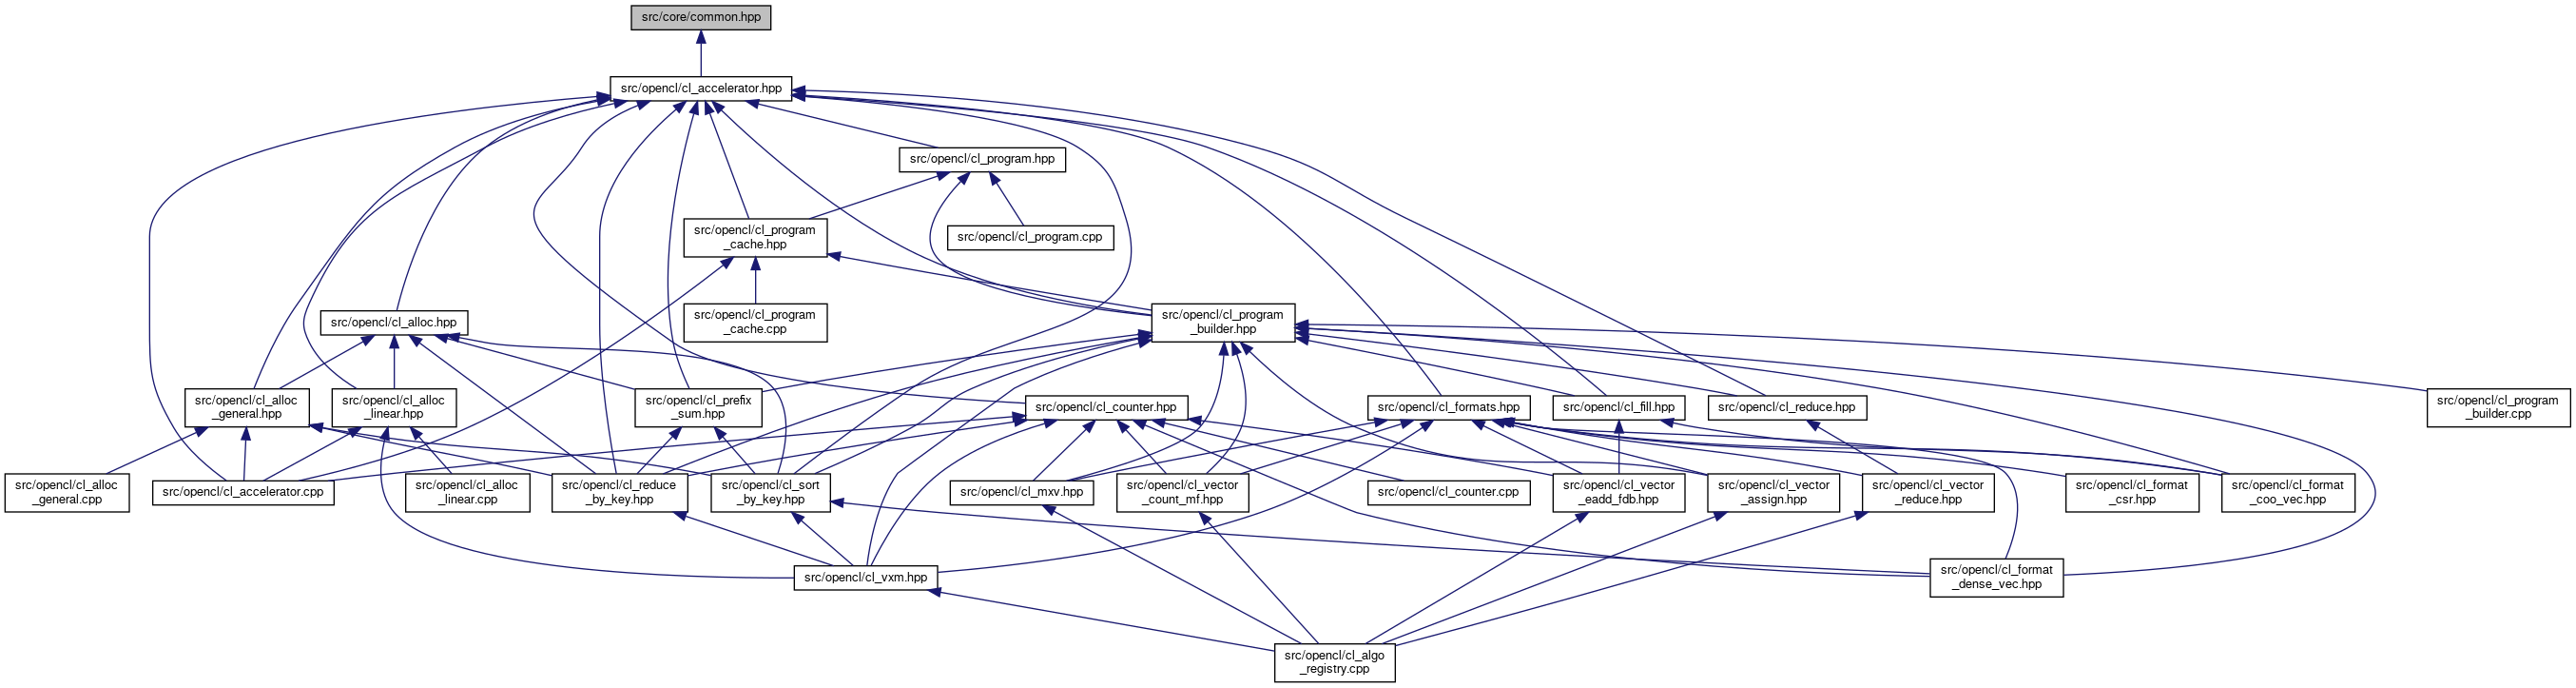 src/core/common.hpp
src/opencl/cl_accelerator.hpp
src/opencl/cl_program.hpp
src/opencl/cl_program
_cache.hpp
src/opencl/cl_program.cpp
src/opencl/cl_alloc.hpp
src/opencl/cl_program
_cache.cpp
src/opencl/cl_program
_builder.hpp
src/opencl/cl_alloc
_general.hpp
src/opencl/cl_alloc
_linear.hpp
src/opencl/cl_prefix
_sum.hpp
src/opencl/cl_counter.hpp
src/opencl/cl_formats.hpp
src/opencl/cl_fill.hpp
src/opencl/cl_reduce.hpp
src/opencl/cl_program
_builder.cpp
src/opencl/cl_alloc
_general.cpp
src/opencl/cl_accelerator.cpp
src/opencl/cl_alloc
_linear.cpp
src/opencl/cl_reduce
_by_key.hpp
src/opencl/cl_sort
_by_key.hpp
src/opencl/cl_mxv.hpp
src/opencl/cl_vector
_count_mf.hpp
src/opencl/cl_counter.cpp
src/opencl/cl_vector
_eadd_fdb.hpp
src/opencl/cl_vector
_assign.hpp
src/opencl/cl_vector
_reduce.hpp
src/opencl/cl_format
_csr.hpp
src/opencl/cl_format
_coo_vec.hpp
src/opencl/cl_vxm.hpp
src/opencl/cl_format
_dense_vec.hpp
src/opencl/cl_algo
_registry.cpp